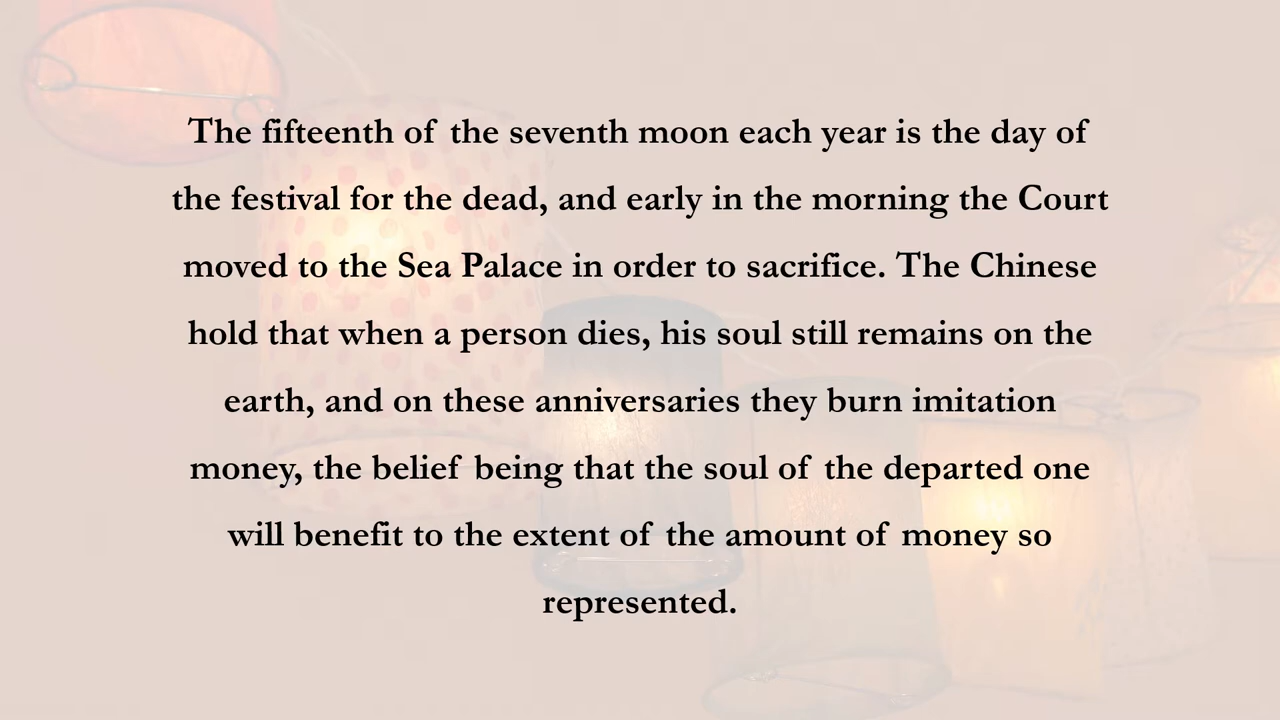 The fifteenth of the seventh moon each year is the day of
the festival for the dead, and early in the morning the Court
moved to the Sea Palace in order to sacrifice. The Chinese
hold that when a person dies, his soul still remains on the
earth, and on these anniversaries they burn imitation
money, the belief being that the soul of the departed one
will benefit to the extent of the amount of money so
represented.